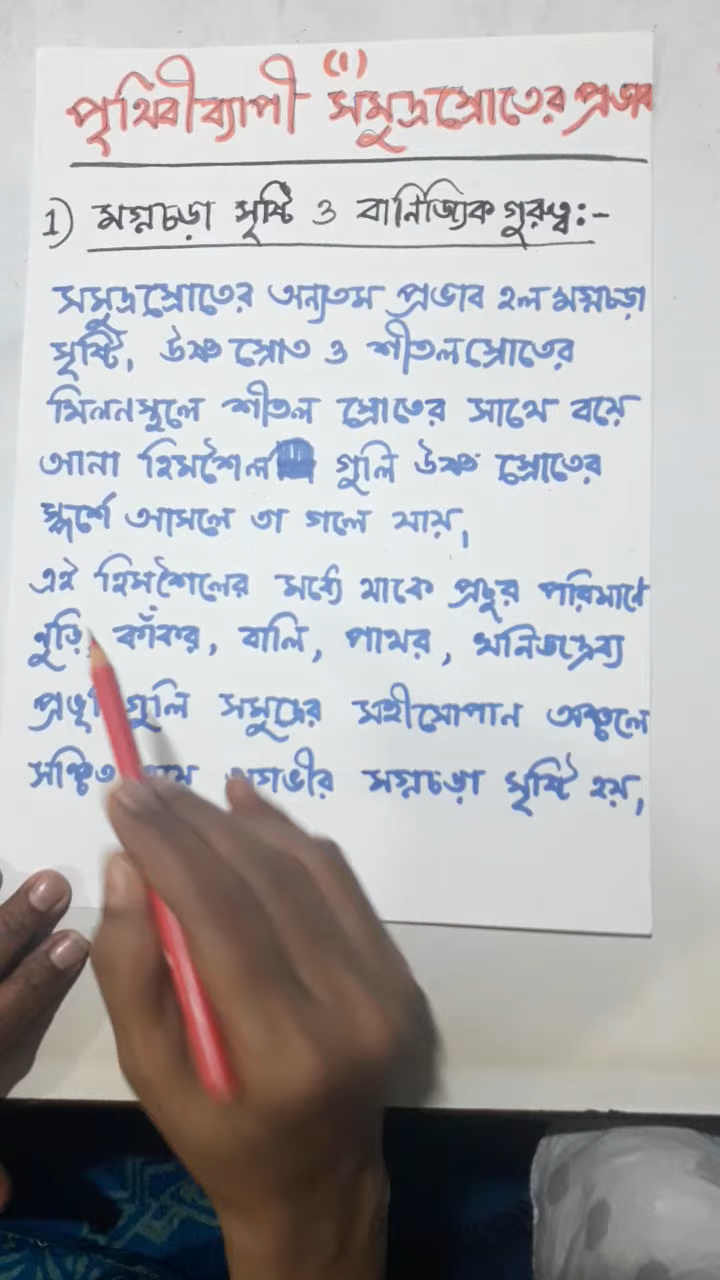 (1)
পৃথিবীব্যাপী সমুদ্রস্রোতের প্রভাব
1) মগ্নচড়া সৃষ্টি ও বানিজ্যিক গুরুত্ব:-
সমুদ্রস্রোতের অন্যতম প্রভাব হল মগ্নচড়া
সৃষ্টি, উষ্ণ স্রোত ও শীতলস্রোতের
মিলনস্থলে শীতল স্রোতের সাথে বয়ে
আনা হিমশৈল গুলি উষ্ণ স্রোতের
স্পর্শে আসলে তা গলে যায়,
এই হিমশৈলের মধ্যে থাকে প্রচুর পরিমাণে
নুড়ি, কাঁকর, বালি, পাথর, খনিজদ্রব্য
গুলি সমুদ্রের মহীসোপান অঞ্চলে
অগভীর মগ্নচড়া সৃষ্টি হয়,